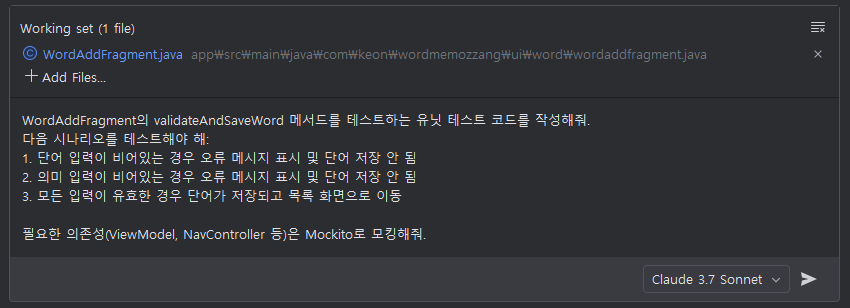 Working set (1 file)
WordAddFragment.java app₩src₩main₩java₩com₩keon₩wordmemozzang₩ui₩word₩wordaddfragment.java
Add Files...
WordAddFragment의 validateAndSaveWord 메서드를 테스트하는 유닛 테스트 코드를 작성해줘.
다음 시나리오를 테스트해야 해:
1. 단어 입력이 비어있는 경우 오류 메시지 표시 및 단어 저장 안 됨
2. 의미 입력이 비어있는 경우 오류 메시지 표시 및 단어 저장 안 됨
3. 모든 입력이 유효한 경우 단어가 저장되고 목록 화면으로 이동
필요한 의존성(ViewModel, NavController 등)은 Mockito로 모킹해줘.
Claude 3.7 Sonnet